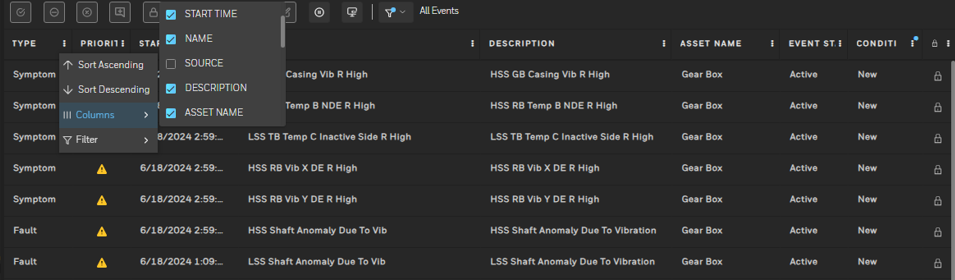 All Events
START TIME
NAME
SOURCE
DESCRIPTION
ASSET NAME
TYPE PRIORIT STAR DESCRIPTION ASSET NAME EVENT ST. CONDITI
Sort Ascending
Sort Descending
Columns
Filter
Symptom Casing Vib R High HSS GB Casing Vib R High Gear Box Active New
Symptom Temp B NDE R High HSS RB Temp B NDE R High Gear Box Active New
Symptom 6/18/2024 2:59:... LSS TB Temp C Inactive Side R High LSS TB Temp C Inactive Side R High Gear Box Active New
Symptom 6/18/2024 2:59:... HSS RB Vib X DE R High HSS RB Vib X DE R High Gear Box Active New
Symptom 6/18/2024 2:59:... HSS RB Vib Y DE R High HSS RB Vib Y DE R High Gear Box Active New
Fault 6/18/2024 2:59:... HSS Shaft Anomaly Due To Vib HSS Shaft Anomaly Due To Vibration Gear Box Active New
Fault 6/18/2024 1:09:... LSS Shaft Anomaly Due To Vib LSS Shaft Anomaly Due To Vibration Gear Box Active New